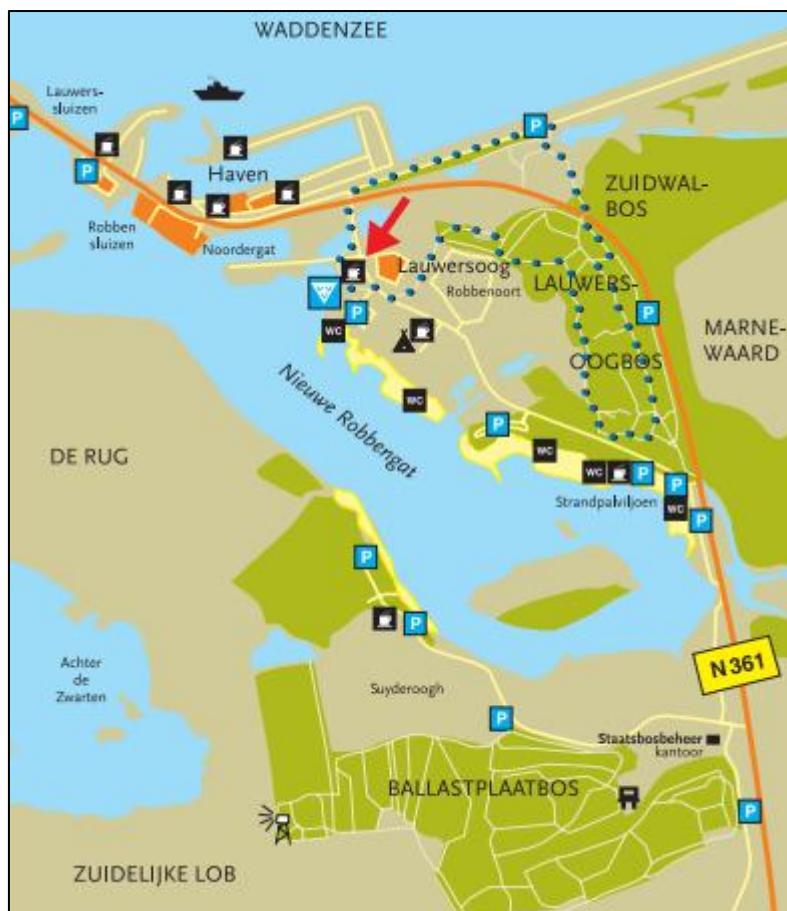 WADDENZEE
Lauwers-
sluizen
P
P
P
Haven
ZUIDWAL-
BOS
Robben
sluizen
Noordergat
Lauwersoog
Robbenoort
LAUWERS-
OOGBOS
P
P
MARNE-
WAARD
WC
WC
Nieuwe Robbengat
DE RUG
P
WC
WC
P
P
Strandpalviljoen
WC
P
P
P
N 361
Achter
de
Zwarten
Suyderoogh
P
Staatsbosbeheer
kantoor
BALLASTPLAATBOS
P
ZUIDELIJKE LOB